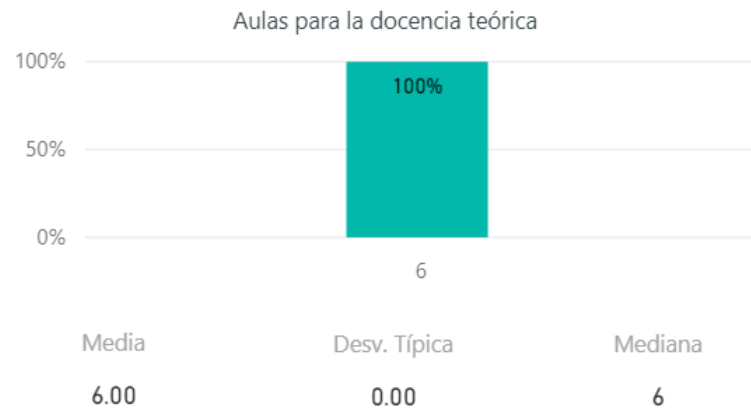 Aulas para la docencia teórica
100%
100%
50%
0%
6
Media Desv. Típica Mediana
6.00 0.00 6